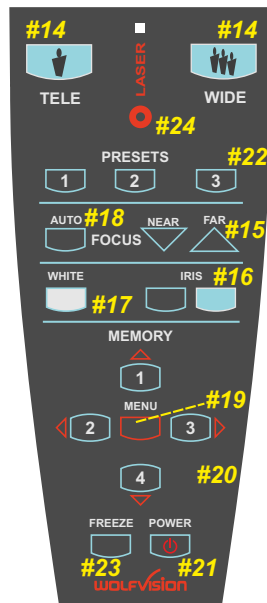 #14 #14
LASER
TELE WIDE
#24
PRESETS #22
1 2 3
AUTO #18 NEAR FAR
FOCUS #15
WHITE IRIS #16
#17
MEMORY
1
MENU #19
2 3
4 #20
FREEZE POWER
#23 #21
WOLFVISION